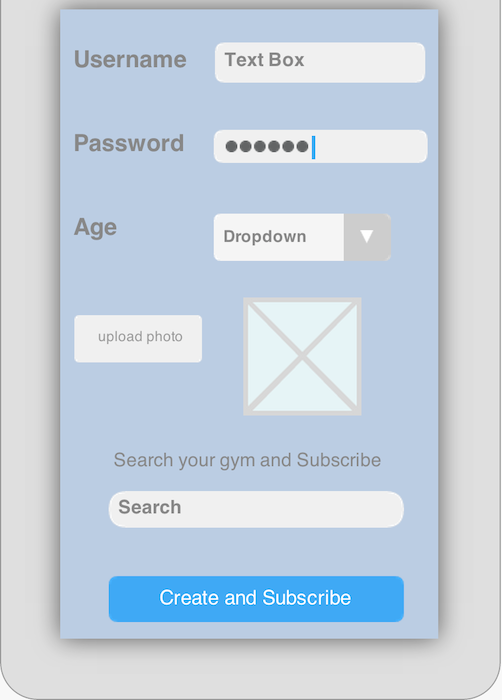 Username
Text Box
Password
Age
Dropdown
upload photo
Search your gym and Subscribe
Search
Create and Subscribe